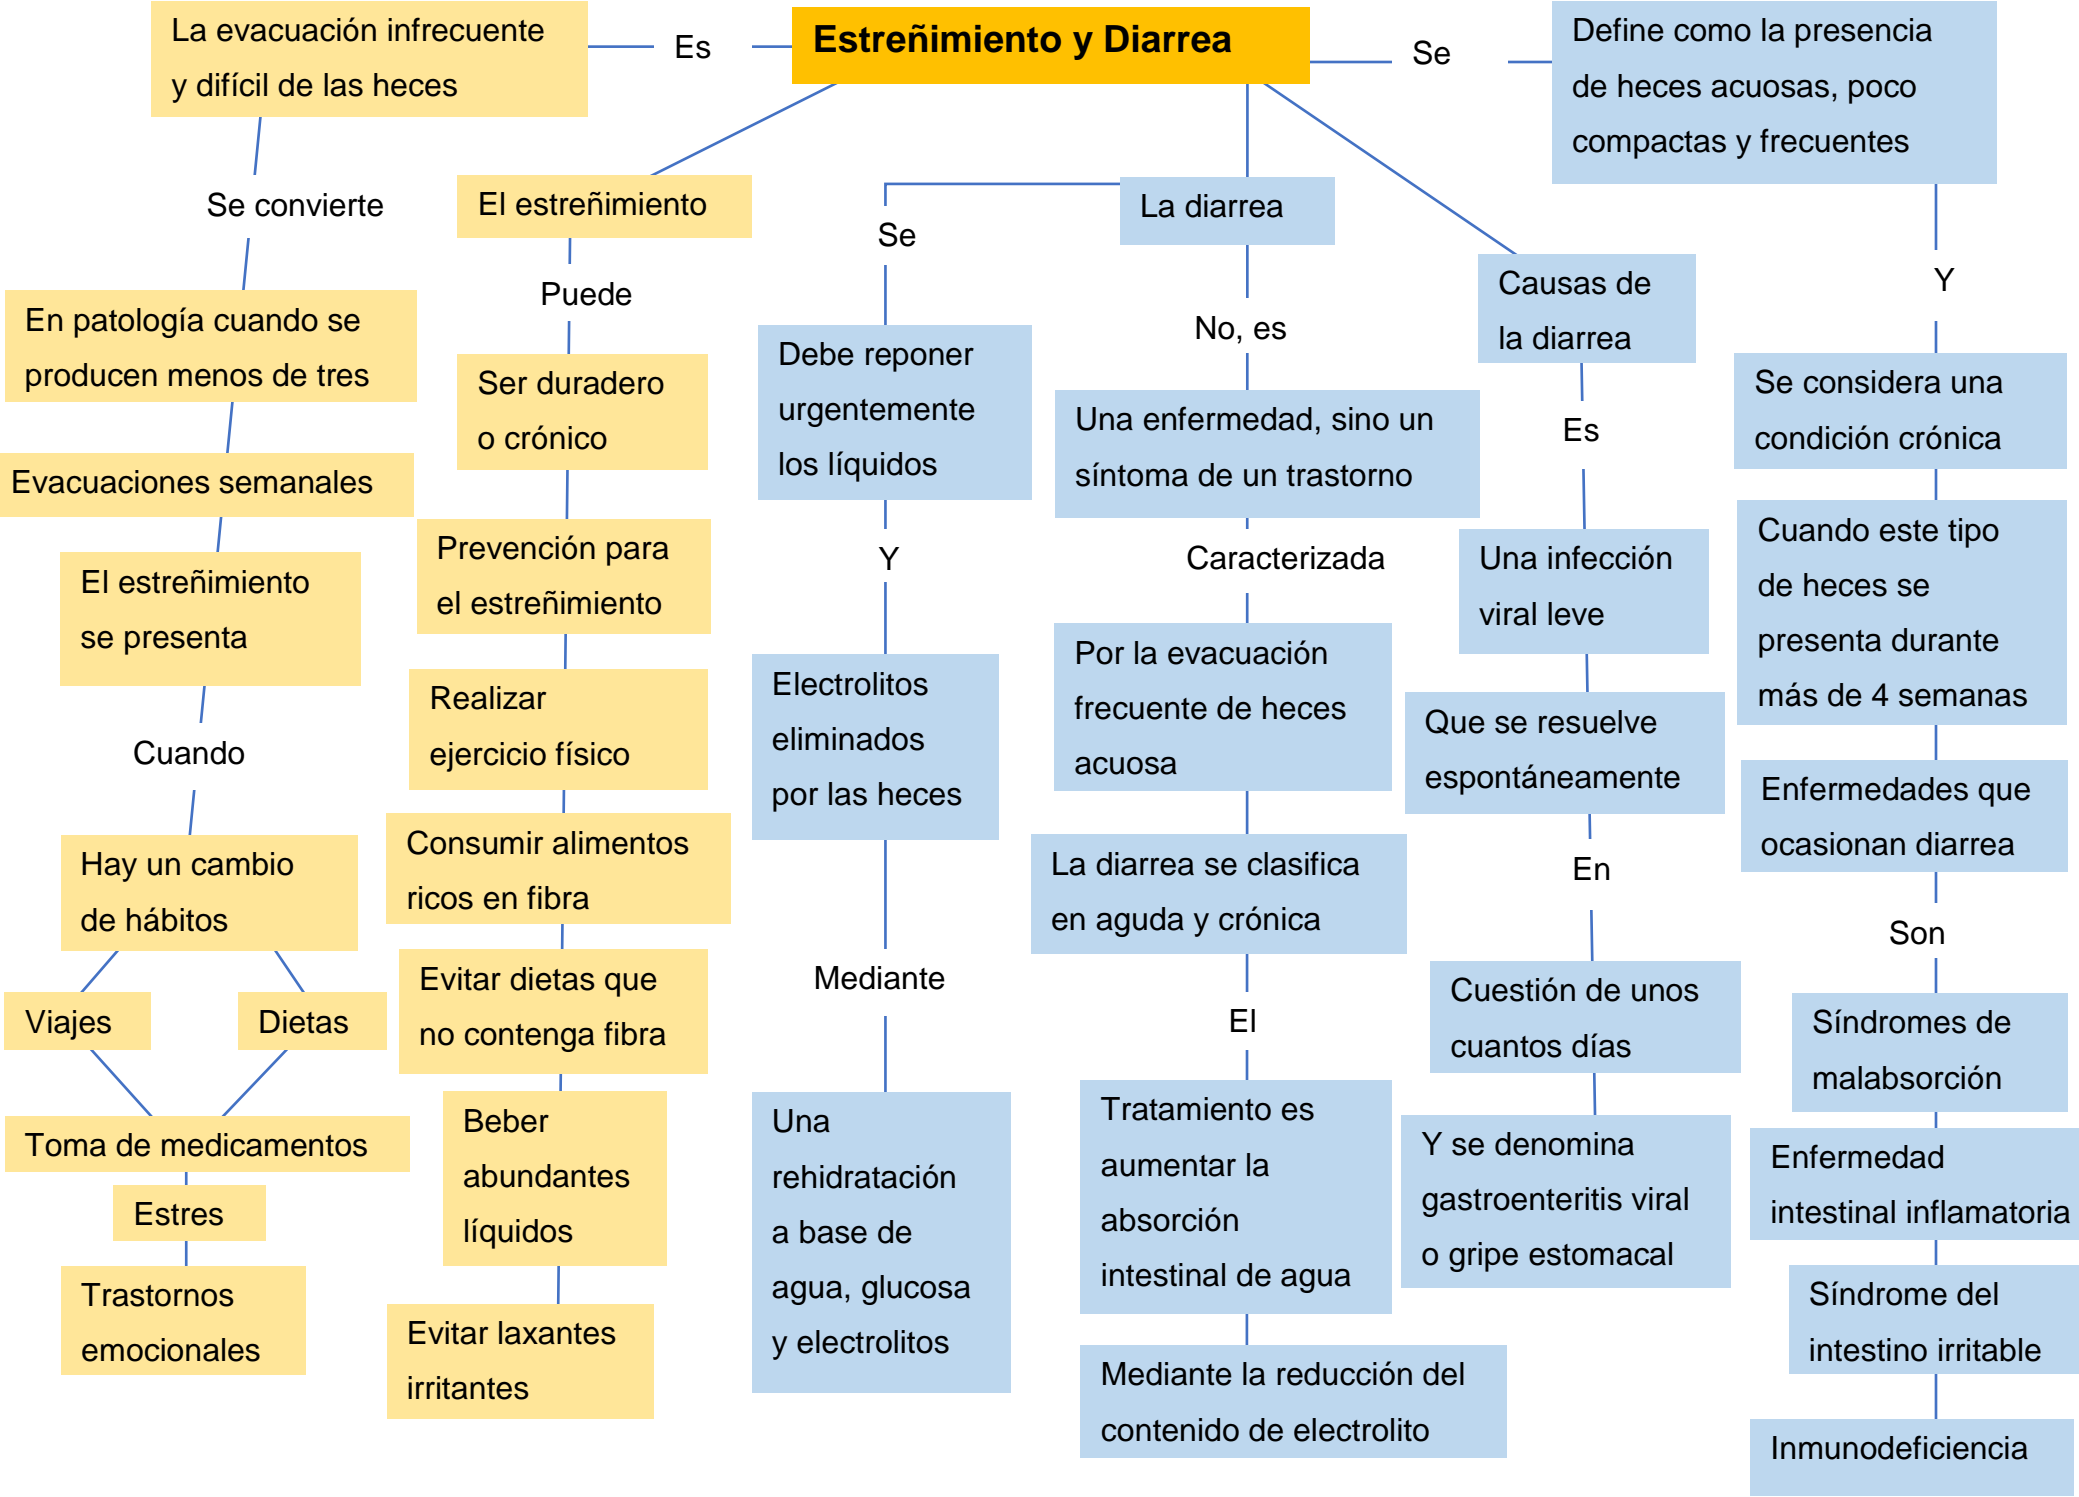 Estreñimiento y Diarrea
Es
La evacuación infrecuente
y difícil de las heces
Se convierte
En patología cuando se
producen menos de tres
Evacuaciones semanales
El estreñimiento
se presenta
Cuando
Hay un cambio
de hábitos
Viajes
Dietas
Toma de medicamentos
Estres
Trastornos
emocionales
El estreñimiento
Puede
Ser duradero
o crónico
Prevención para
el estreñimiento
Realizar
ejercicio físico
Consumir alimentos
ricos en fibra
Evitar dietas que
no contenga fibra
Beber
abundantes
líquidos
Evitar laxantes
irritantes
La diarrea
Se
Debe reponer
urgentemente
los líquidos
Y
Electrolitos
eliminados
por las heces
Mediante
Una
rehidratación
a base de
agua, glucosa
y electrolitos
No, es
Una enfermedad, sino un
síntoma de un trastorno
Caracterizada
Por la evacuación
frecuente de heces
acuosa
La diarrea se clasifica
en aguda y crónica
El
Tratamiento es
aumentar la
absorción
intestinal de agua
Mediante la reducción del
contenido de electrolito
Causas de
la diarrea
Es
Una infección
viral leve
Que se resuelve
espontáneamente
En
Cuestión de unos
cuantos días
Y se denomina
gastroenteritis viral
o gripe estomacal
Se
Define como la presencia
de heces acuosas, poco
compactas y frecuentes
Y
Se considera una
condición crónica
Cuando este tipo
de heces se
presenta durante
más de 4 semanas
Enfermedades que
ocasionan diarrea
Son
Síndromes de
malabsorción
Enfermedad
intestinal inflamatoria
Síndrome del
intestino irritable
Inmunodeficiencia